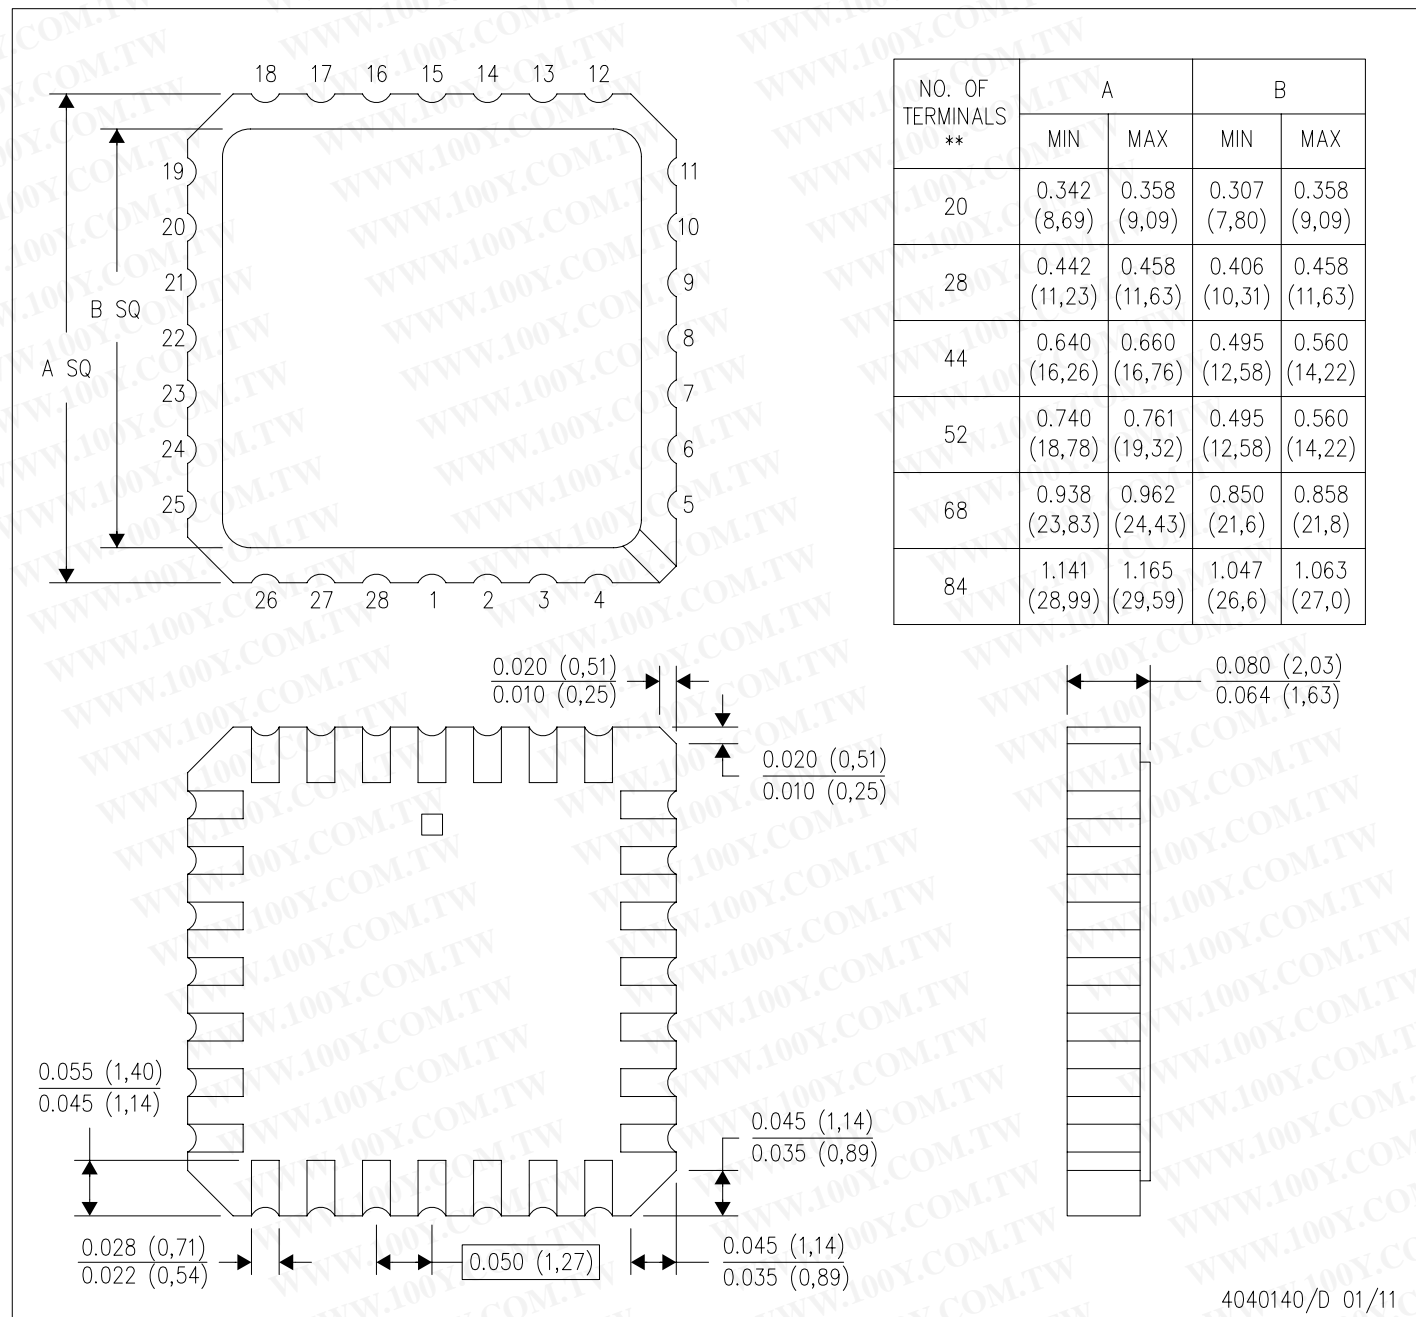 18 17 16 15 14 13 12
19 11
20 10
21 9
B SQ
22 8
A SQ
23 7
24 6
25 5
26 27 28 1 2 3 4
NO. OF TERMINALS ** A B
MIN MAX MIN MAX
20 0.342 (8,69) 0.358 (9,09) 0.307 (7,80) 0.358 (9,09)
28 0.442 (11,23) 0.458 (11,63) 0.406 (10,31) 0.458 (11,63)
44 0.640 (16,26) 0.660 (16,76) 0.495 (12,58) 0.560 (14,22)
52 0.740 (18,78) 0.761 (19,32) 0.495 (12,58) 0.560 (14,22)
68 0.938 (23,83) 0.962 (24,43) 0.850 (21,6) 0.858 (21,8)
84 1.141 (28,99) 1.165 (29,59) 1.047 (26,6) 1.063 (27,0)
0.020 (0,51)
0.010 (0,25)
0.080 (2,03)
0.064 (1,63)
0.020 (0,51)
0.010 (0,25)
0.055 (1,40)
0.045 (1,14)
0.045 (1,14)
0.035 (0,89)
0.028 (0,71)
0.022 (0,54)
0.050 (1,27)
0.045 (1,14)
0.035 (0,89)
4040140/D 01/11
WWW.100Y.COM.TW